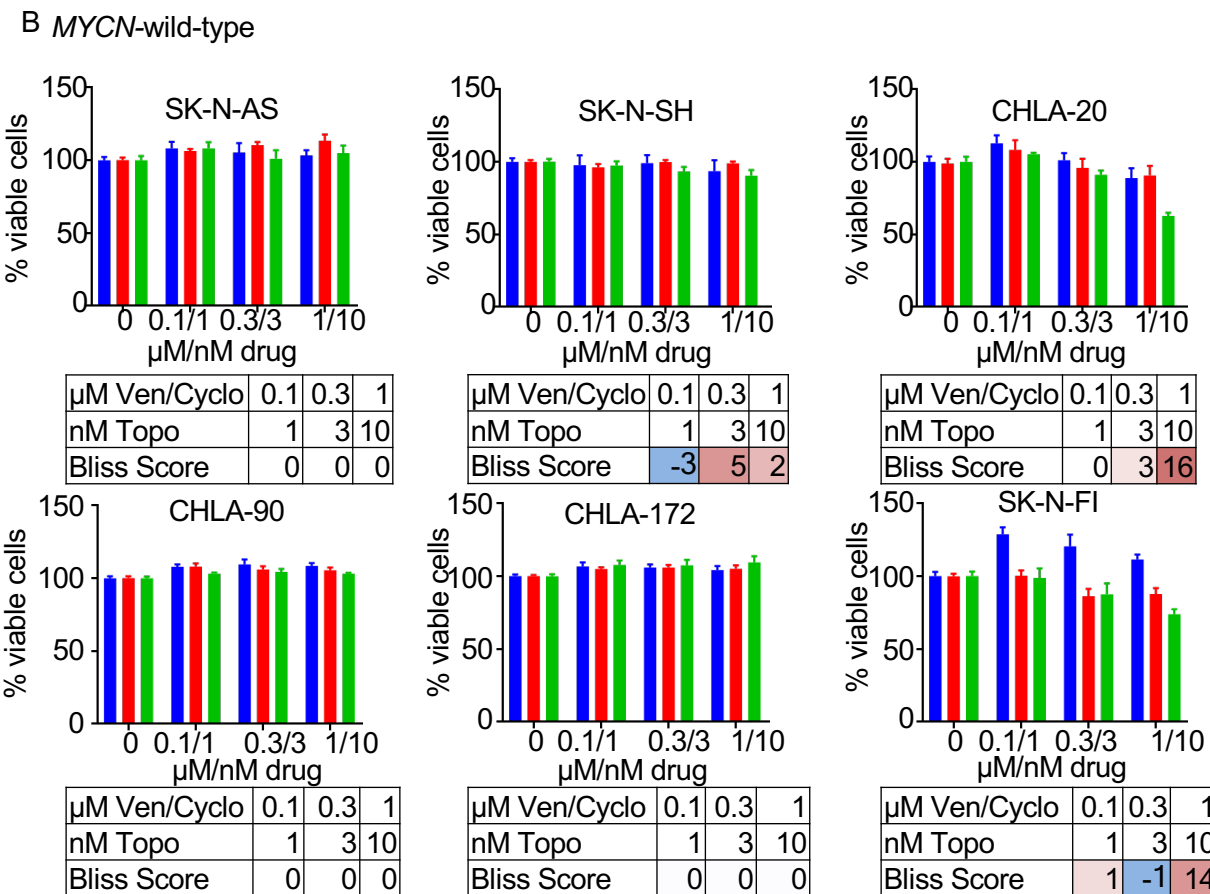 B MYCN-wild-type
SK-N-AS
% viable cells
150
100
50
0
0 0.1/1 0.3/3 1/10
µM/nM drug
µM Ven/Cyclo 0.1 0.3 1
nM Topo 1 3 10
Bliss Score 0 0 0
SK-N-SH
% viable cells
150
100
50
0
0 0.1/1 0.3/3 1/10
µM/nM drug
µM Ven/Cyclo 0.1 0.3 1
nM Topo 1 3 10
Bliss Score -3 5 2
CHLA-20
% viable cells
150
100
50
0
0 0.1/1 0.3/3 1/10
µM/nM drug
µM Ven/Cyclo 0.1 0.3 1
nM Topo 1 3 10
Bliss Score 0 3 16
CHLA-90
% viable cells
150
100
50
0
0 0.1/1 0.3/3 1/10
µM/nM drug
µM Ven/Cyclo 0.1 0.3 1
nM Topo 1 3 10
Bliss Score 0 0 0
CHLA-172
% viable cells
150
100
50
0
0 0.1/1 0.3/3 1/10
µM/nM drug
µM Ven/Cyclo 0.1 0.3 1
nM Topo 1 3 10
Bliss Score 0 0 0
SK-N-FI
% viable cells
150
100
50
0
0 0.1/1 0.3/3 1/10
µM/nM drug
µM Ven/Cyclo 0.1 0.3 1
nM Topo 1 3 10
Bliss Score 1 -1 14